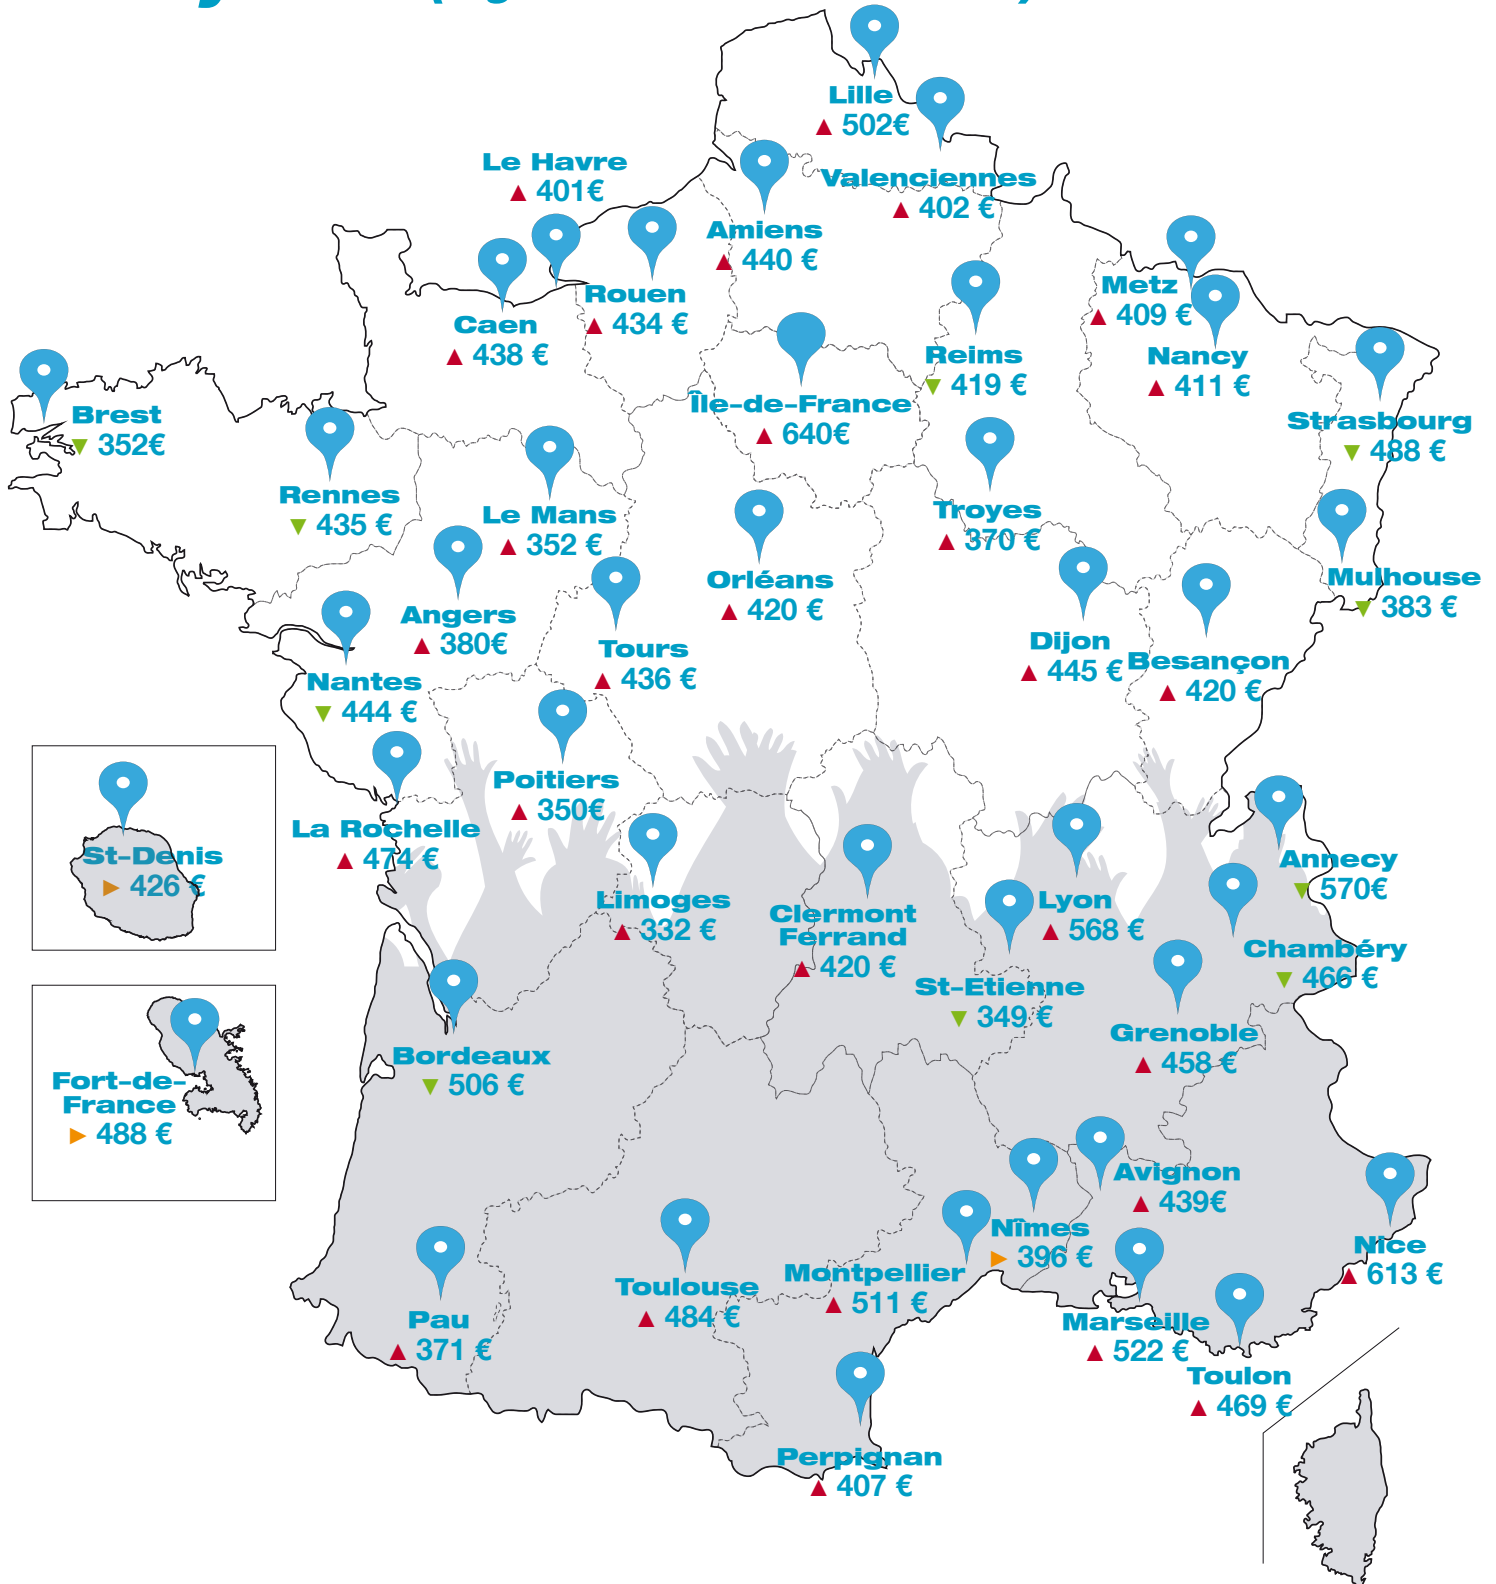 Lille
▲ 502€
Valenciennes
▲ 402 €
Le Havre
▲ 401€
Amiens
▲ 440 €
Rouen
▲ 434 €
Caen
▲ 438 €
Metz
▲ 409 €
Nancy
▲ 411 €
Reims
▼ 419 €
Île-de-France
▲ 640€
Strasbourg
▼ 488 €
Brest
▼ 352€
Rennes
▼ 435 €
Le Mans
▲ 352 €
Troyes
▲ 370 €
Orléans
▲ 420 €
Mulhouse
▼ 383 €
Angers
▲ 380€
Tours
▲ 436 €
Dijon
▲ 445 €
Besançon
▲ 420 €
Nantes
▼ 444 €
Poitiers
▲ 350€
La Rochelle
▲ 474 €
St-Denis
► 426 €
Limoges
▲ 332 €
Clermont
Ferrand
▲ 420 €
Lyon
▲ 568 €
Annecy
▼ 570€
Chambéry
▼ 466 €
St-Etienne
▼ 349 €
Grenoble
▲ 458 €
Bordeaux
▼ 506 €
Fort-de-
France
► 488 €
Avignon
▲ 439€
Nîmes
► 396 €
Nice
▲ 613 €
Montpellier
▲ 511 €
Toulouse
▲ 484 €
Pau
▲ 371 €
Marseille
▲ 522 €
Toulon
▲ 469 €
Perpignan
▲ 407 €